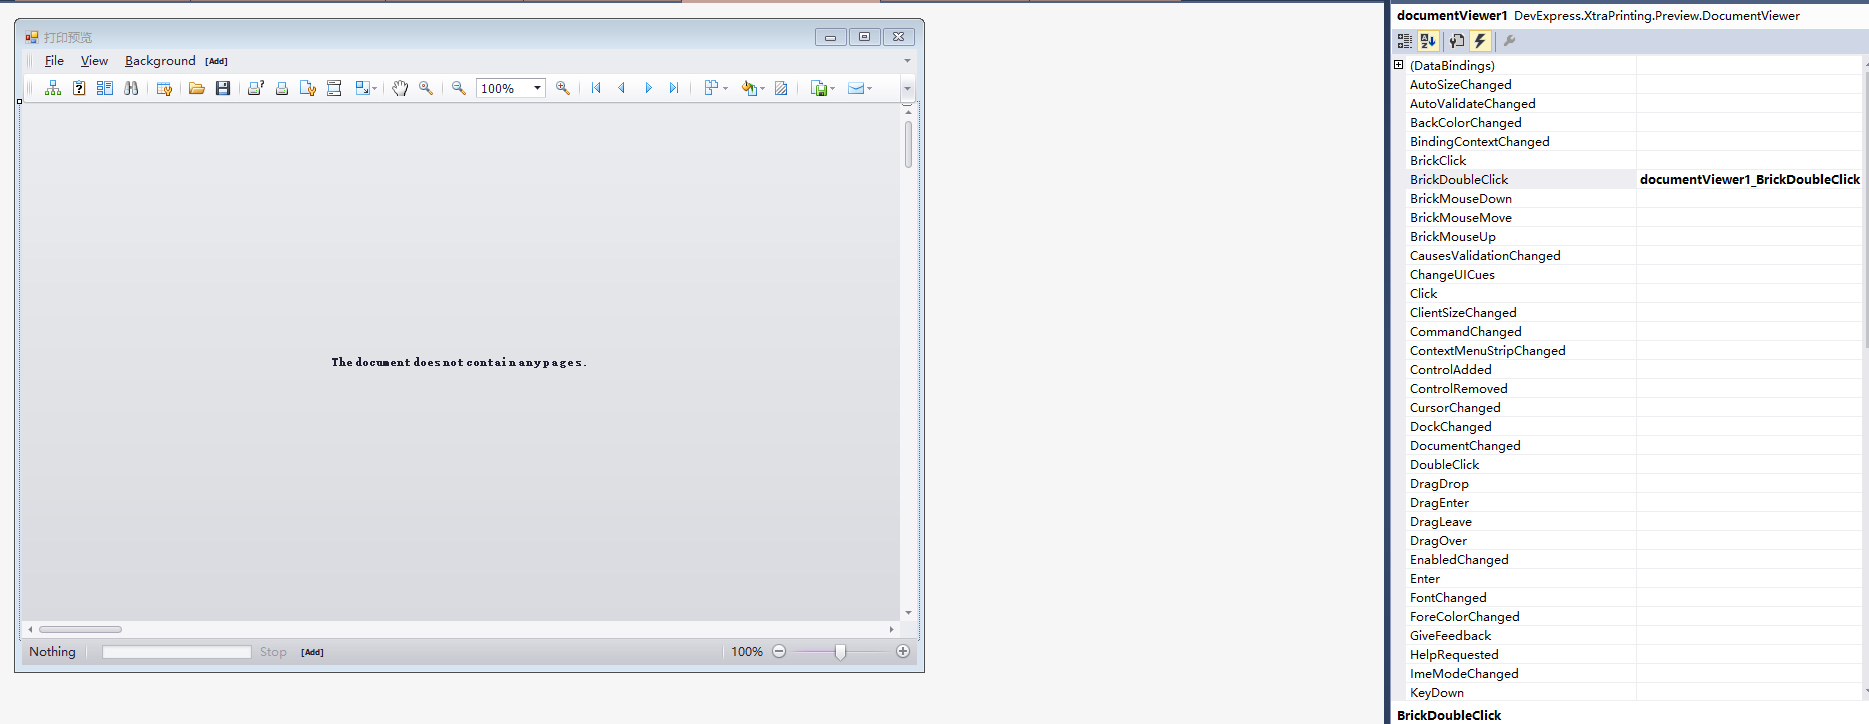 打印预览
File View Background [Add]
100%
The document does not contain any pages.
Nothing Stop [Add] 100%
documentViewer1 DevExpress.XtraPrinting.Preview.DocumentViewer
(DataBindings)
AutoSizeChanged
AutoValidateChanged
BackColorChanged
BindingContextChanged
BrickClick
BrickDoubleClick documentViewer1_BrickDoubleClick
BrickMouseDown
BrickMouseMove
BrickMouseUp
CausesValidationChanged
ChangeUICues
Click
ClientSizeChanged
CommandChanged
ContextMenuStripChanged
ControlAdded
ControlRemoved
CursorChanged
DockChanged
DocumentChanged
DoubleClick
DragDrop
DragEnter
DragLeave
DragOver
EnabledChanged
Enter
FontChanged
ForeColorChanged
GiveFeedback
HelpRequested
ImeModeChanged
KeyDown
BrickDoubleClick